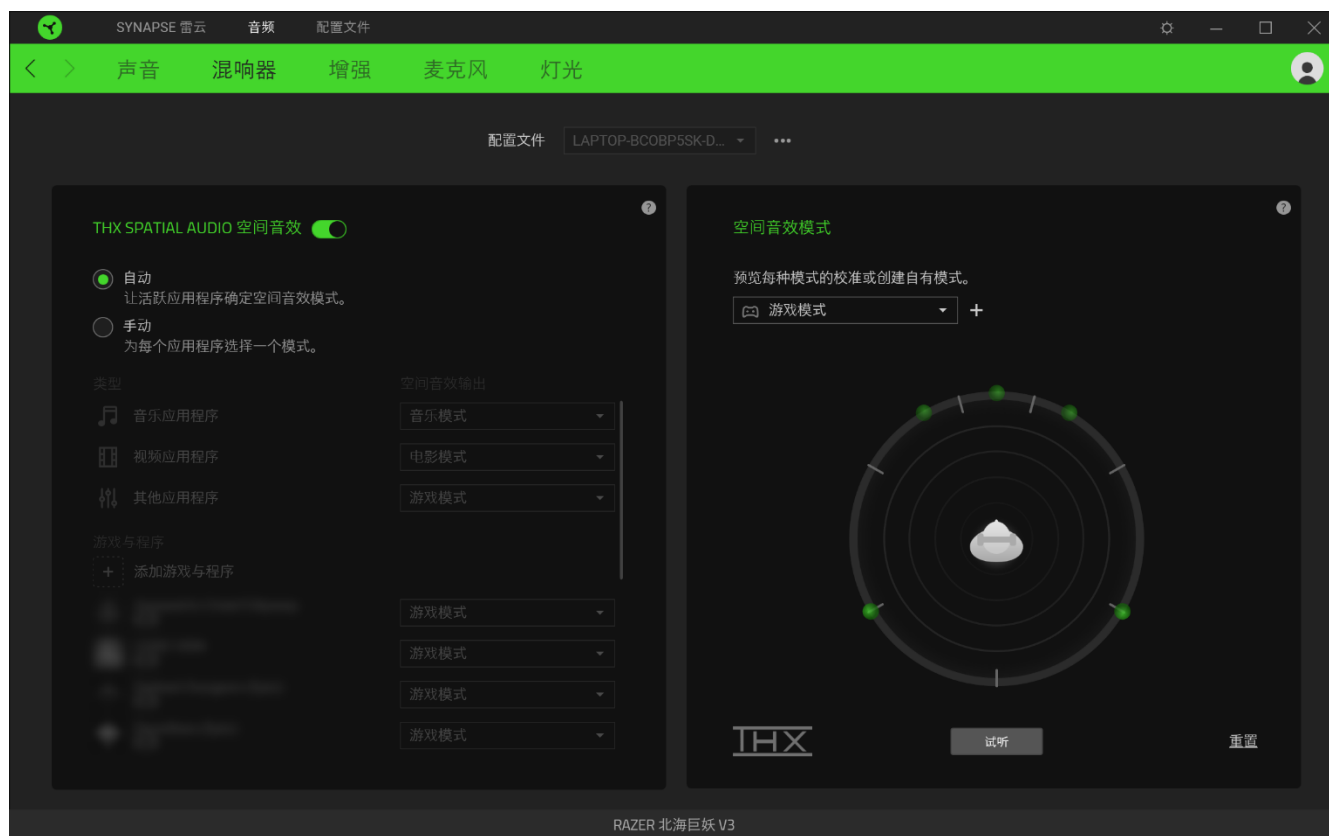 SYNAPSE 雷云 音频 配置文件
声音 混响器 增强 麦克风 灯光
配置文件 LAPTOP-BCOBP5SK-D... •••
THX SPATIAL AUDIO 空间音效
?
自动
让活跃应用程序确定空间音效模式。
手动
为每个应用程序选择一个模式。
类型 空间音效输出
音乐应用程序 音乐模式
视频应用程序 电影模式
其他应用程序 游戏模式
游戏与程序
+ 添加游戏与程序
游戏模式
游戏模式
游戏模式
游戏模式
空间音效模式
?
预览每种模式的校准或创建自有模式。
游戏模式 +
THX 试听 重置
RAZER 北海巨妖 V3